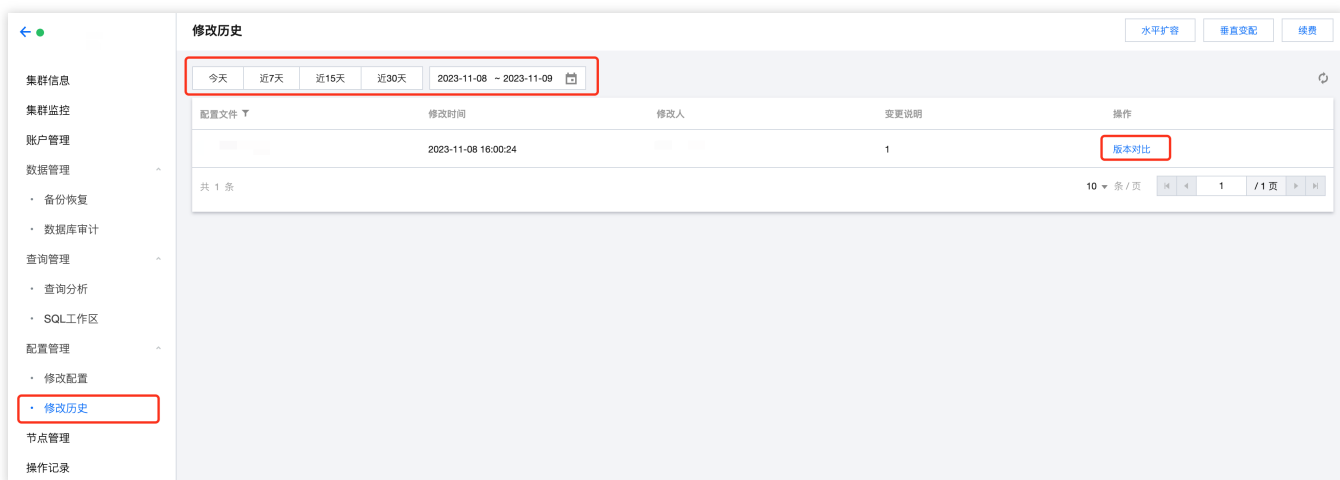 修改历史
水平扩容 垂直变配 续费
集群信息
集群监控
账户管理
数据管理
· 备份恢复
· 数据库审计
查询管理
· 查询分析
· SQL工作区
配置管理
· 修改配置
· 修改历史
节点管理
操作记录
今天 近7天 近15天 近30天 2023-11-08 ~ 2023-11-09
配置文件 修改时间 修改人 变更说明 操作
2023-11-08 16:00:24 1 版本对比
共 1 条 10 条 / 页 1 / 1 页